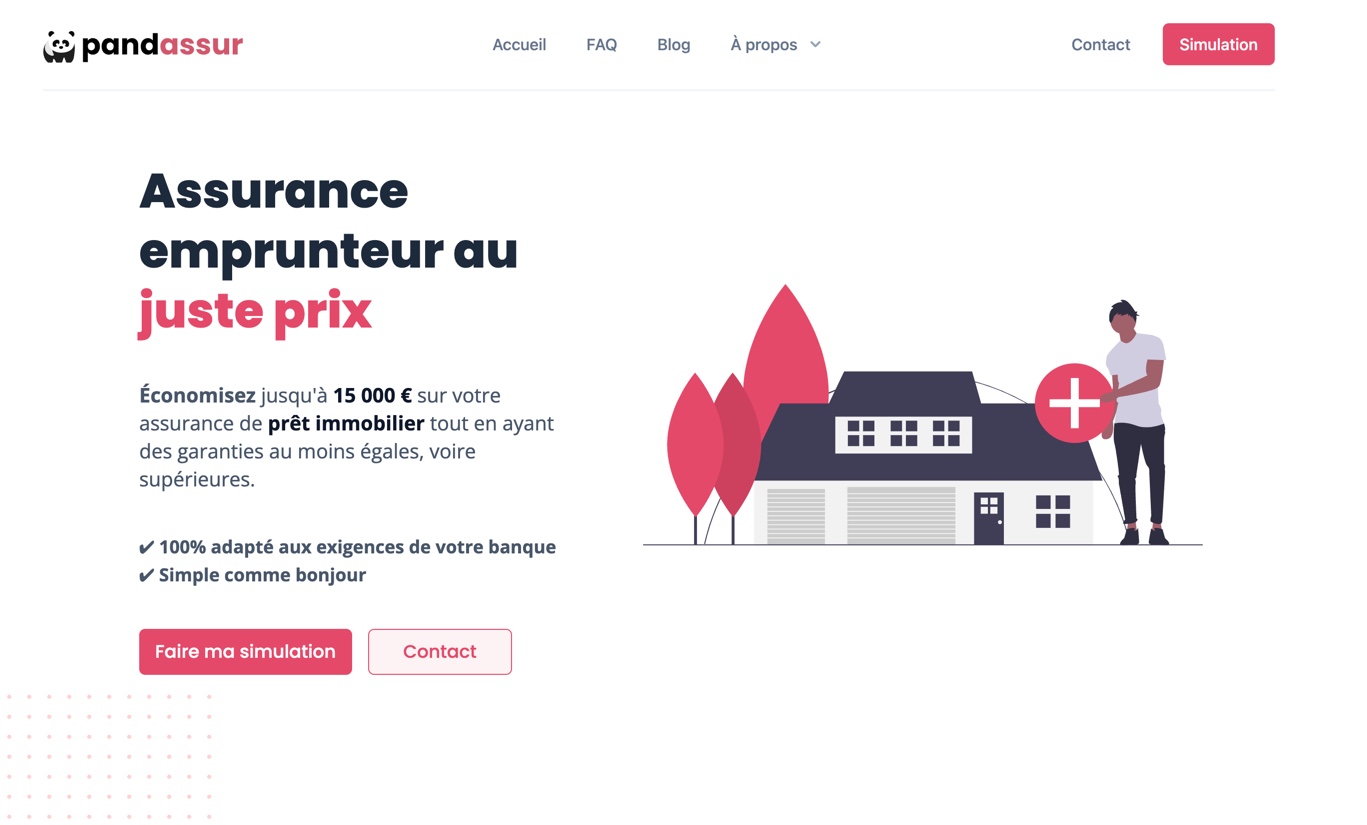 pandassur
Accueil
FAQ
Blog
À propos
Contact
Simulation
Assurance
emprunteur au
juste prix
Économisez jusqu'à 15 000 € sur votre
assurance de prêt immobilier tout en ayant
des garanties au moins égales, voire
supérieures.
✔ 100% adapté aux exigences de votre banque
✔ Simple comme bonjour
Faire ma simulation
Contact